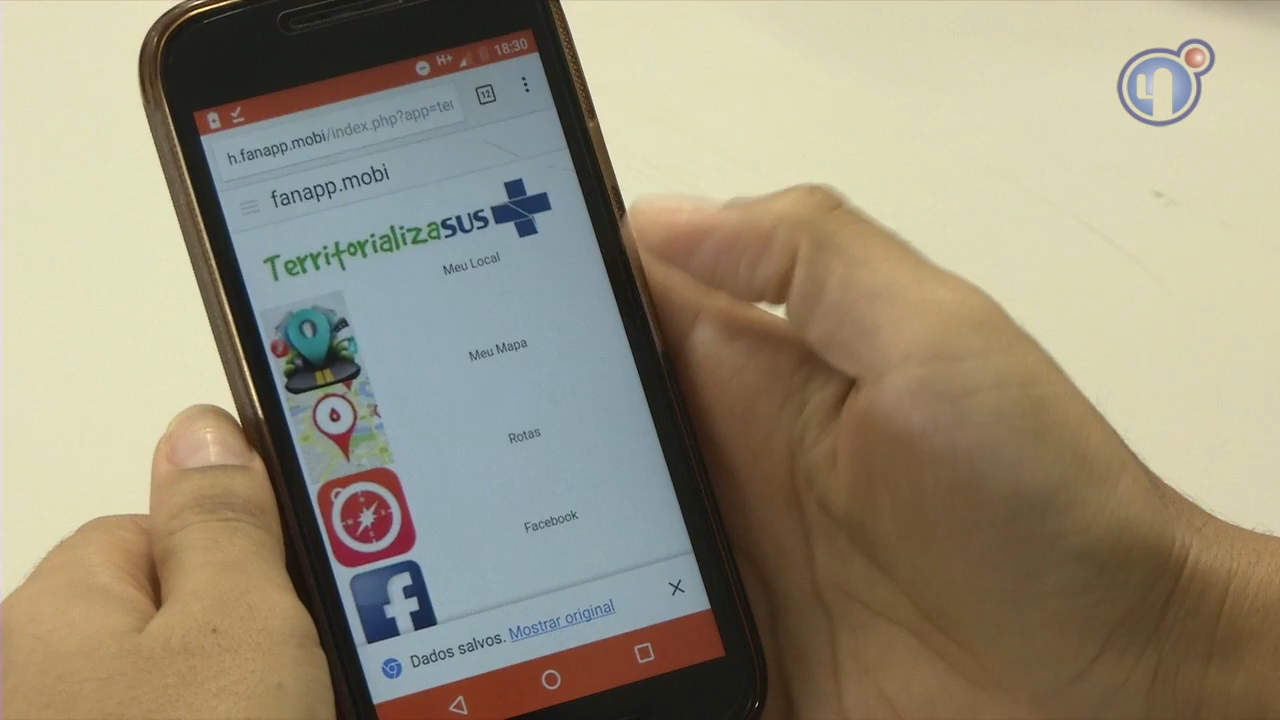 H+ 18:30
h.fanapp.mobi/index.php?app=ter
12
fanapp.mobi
TerritorializaSUS
Meu Local
Meu Mapa
Rotas
Facebook
Dados salvos. Mostrar original